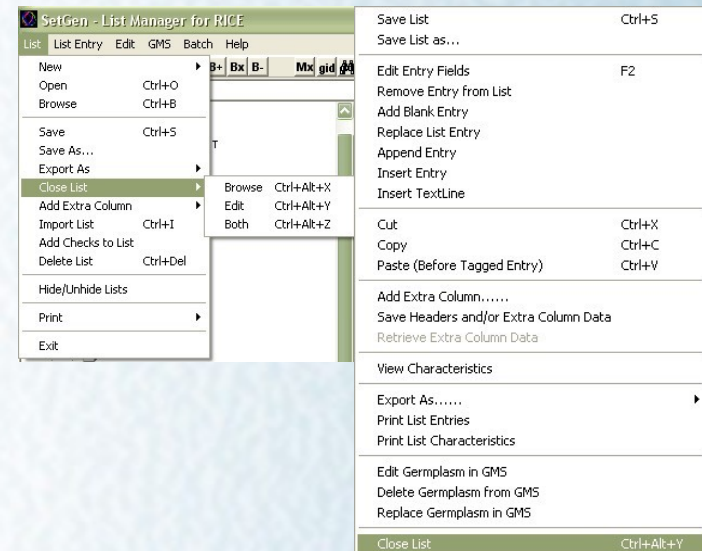 SetGen - List Manager for RICE
List List Entry Edit GMS Batch Help
B+ Bx B- Mx gid
New
Open Ctrl+O
Browse Ctrl+B
Save Ctrl+S
Save As...
Export As
Close List
Add Extra Column
Import List Ctrl+I
Add Checks to List
Delete List Ctrl+Del
Hide/Unhide Lists
Print
Exit
T
Browse Ctrl+Alt+X
Edit Ctrl+Alt+Y
Both Ctrl+Alt+Z
Save List Ctrl+S
Save List as...
Edit Entry Fields F2
Remove Entry from List
Add Blank Entry
Replace List Entry
Append Entry
Insert Entry
Insert TextLine
Cut Ctrl+X
Copy Ctrl+C
Paste (Before Tagged Entry) Ctrl+V
Add Extra Column......
Save Headers and/or Extra Column Data
Retrieve Extra Column Data
View Characteristics
Export As......
Print List Entries
Print List Characteristics
Edit Germplasm in GMS
Delete Germplasm from GMS
Replace Germplasm in GMS
Close List Ctrl+Alt+Y